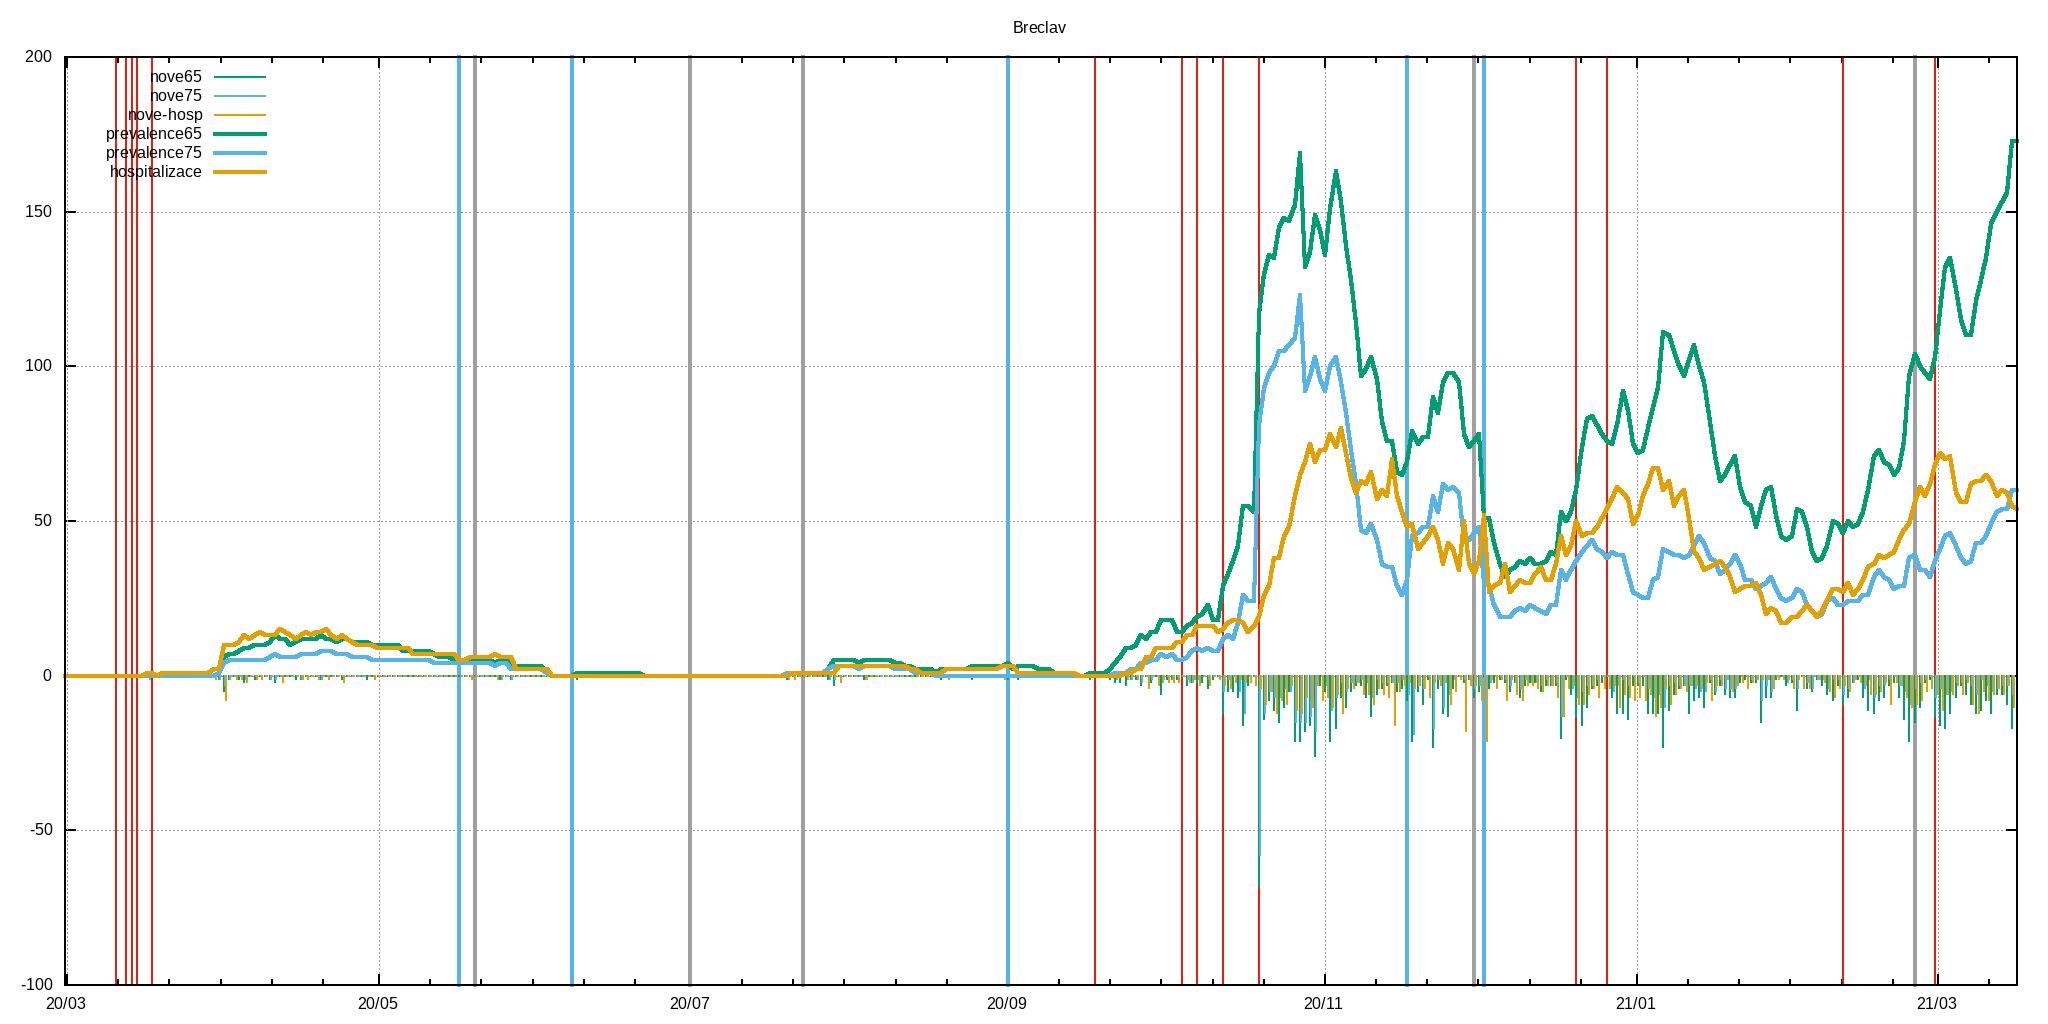 Breclav
200
150
100
50
0
-50
-100
nove65
nove75
nove-hosp
prevalence65
prevalence75
hospitalizace
20/03 20/05 20/07 20/09 20/11 21/01 21/03